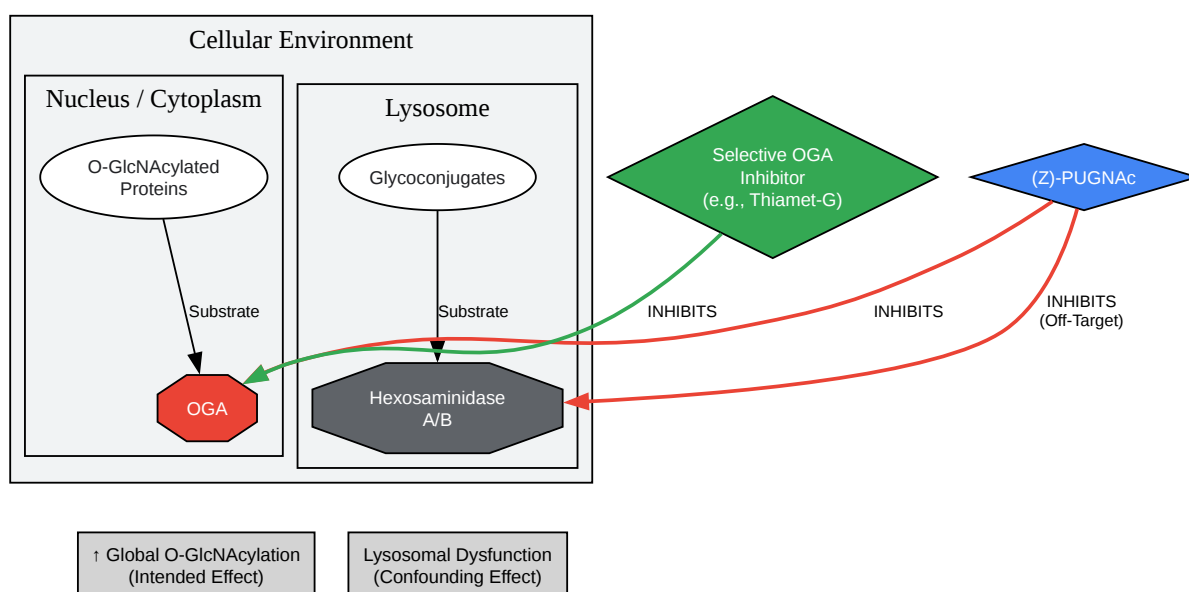 Cellular Environment
Nucleus / Cytoplasm
Lysosome
O-GlcNAcylated
Proteins
Glycoconjugates
Selective OGA
Inhibitor
(e.g., Thiamet-G)
(Z)-PUGNAc
Substrate
Substrate
INHIBITS
INHIBITS
INHIBITS
(Off-Target)
OGA
Hexosaminidase
A/B
↑ Global O-GlcNAcylation
(Intended Effect)
Lysosomal Dysfunction
(Confounding Effect)